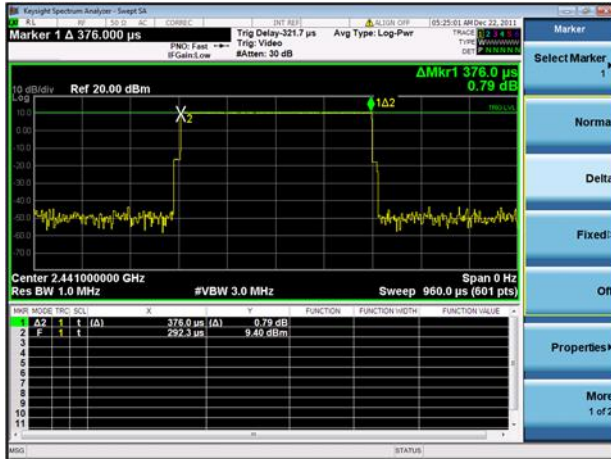 Keysight Spectrum Analyzer - Swept SA
RL RF 50 Ω AC CORREC INT REF ALIGN OFF 05:25:01 AM Dec 22, 2011
Marker 1 Δ 376.000 µs
PNO: Fast
IFGain:Low
Trig Delay-321.7 µs
Trig: Video
#Atten: 30 dB
Avg Type: Log-Pwr
TRACE 1 2 3 4 5 6
TYPE WWWWWW
DET P N N N N N
ΔMkr1 376.0 µs
0.79 dB
10 dB/div Ref 20.00 dBm
Log
10.0
0.00
-10.0
-20.0
-30.0
-40.0
-50.0
-60.0
-70.0
X2
1Δ2
TRIG LVL
Center 2.441000000 GHz
Res BW 1.0 MHz
#VBW 3.0 MHz
Span 0 Hz
Sweep 960.0 µs (601 pts)
MKR MODE TRC SCL X Y FUNCTION FUNCTION WIDTH FUNCTION VALUE
1 Δ2 1 t (Δ) 376.0 µs (Δ) 0.79 dB
2 F 1 t 292.3 µs 9.40 dBm
3
4
5
6
7
8
9
10
11
MSG STATUS
Marker
Select Marker
1
Normal
Delta
Fixed
Off
Properties
More
1 of 2